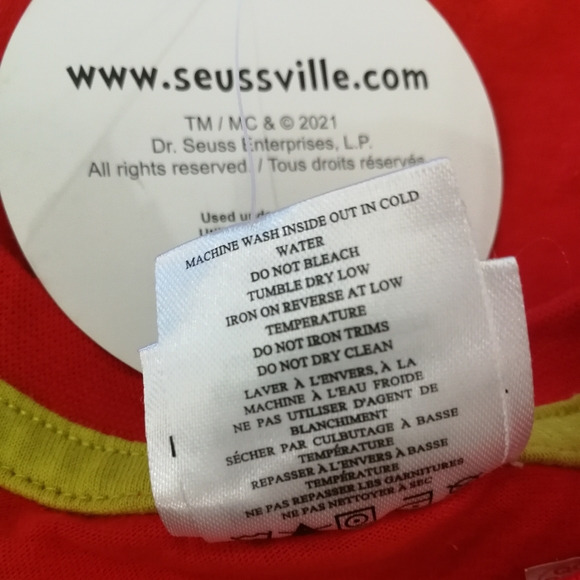 www.seussville.com
TM / MC & © 2021
Dr. Seuss Enterprises, L.P.
All rights reserved. / Tous droits réservés
Used
MACHINE WASH INSIDE OUT IN COLD
WATER
DO NOT BLEACH
TUMBLE DRY LOW
IRON ON REVERSE AT LOW
TEMPERATURE
DO NOT IRON TRIMS
DO NOT DRY CLEAN
LAVER À L'ENVERS, À LA
MACHINE À L'EAU FROIDE
NE PAS UTILISER D'AGENT DE
BLANCHIMENT
SÉCHER PAR CULBUTAGE À BASSE
TEMPÉRATURE
REPASSER À L'ENVERS À BASSE
TEMPÉRATURE
NE PAS REPASSER LES GARNITURES
NE PAS NETTOYER À SEC